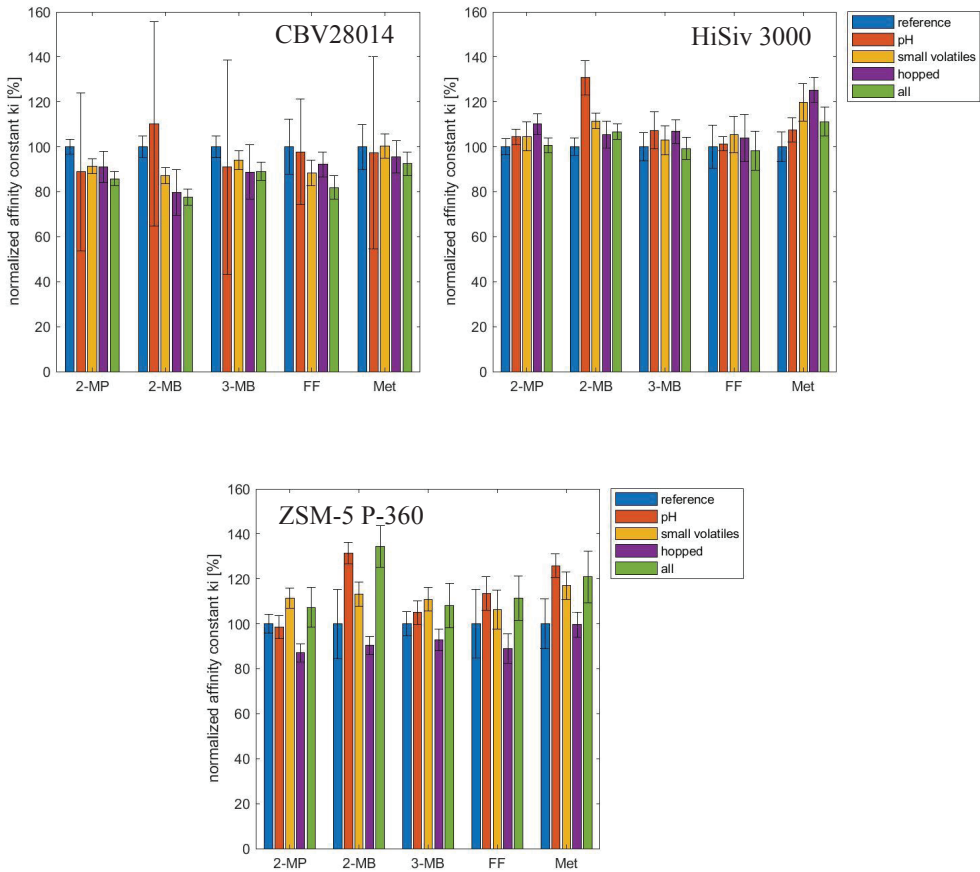 CBV28014
normalized affinity constant ki [%]
160
140
120
100
80
60
40
20
0
2-MP 2-MB 3-MB FF Met
HiSiv 3000
normalized affinity constant ki [%]
160
140
120
100
80
60
40
20
0
2-MP 2-MB 3-MB FF Met
reference
pH
small volatiles
hopped
all
ZSM-5 P-360
normalized affinity constant ki [%]
160
140
120
100
80
60
40
20
0
2-MP 2-MB 3-MB FF Met
reference
pH
small volatiles
hopped
all